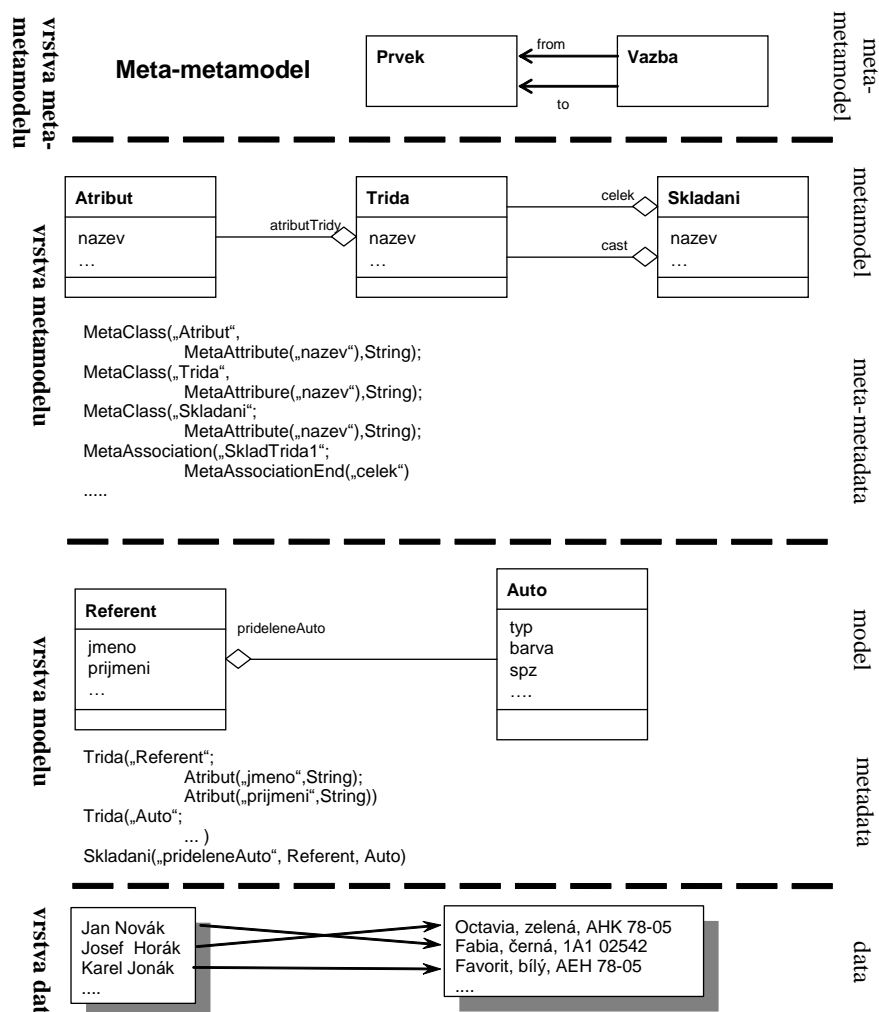 vrstva meta-
metamodelu
Meta-metamodel
Prvek
from
to
Vazba
meta-
metamodel
vrstva metamodelu
Atribut
nazev
…
atributTridy
Trida
nazev
…
celek
cast
Skladani
nazev
…
metamodel
MetaClass(„Atribut“,
MetaAttribute(„nazev“),String);
MetaClass(„Trida“,
MetaAttribure(„nazev“),String);
MetaClass(„Skladani“;
MetaAttribute(„nazev“),String);
MetaAssociation(„SkladTrida1“;
MetaAssociationEnd(„celek“)
.....
meta-metadata
vrstva modelu
Referent
jmeno
prijmeni
…
prideleneAuto
Auto
typ
barva
spz
….
model
Trida(„Referent“;
Atribut(„jmeno“,String);
Atribut(„prijmeni“,String))
Trida(„Auto“;
... )
Skladani(„prideleneAuto“, Referent, Auto)
metadata
vrstva dat
Jan Novák
Josef Horák
Karel Jonák
....
Octavia, zelená, AHK 78-05
Fabia, černá, 1A1 02542
Favorit, bílý, AEH 78-05
....
data